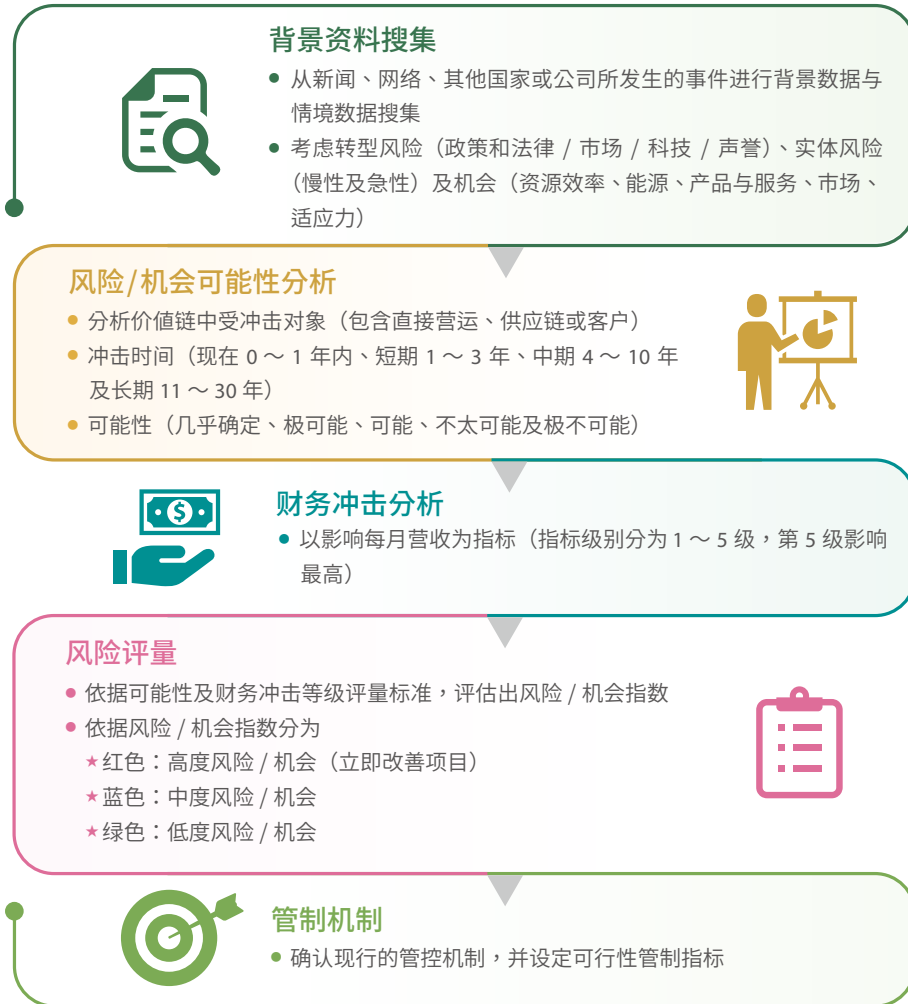 背景资料搜集
● 从新闻、网络、其他国家或公司所发生的事件进行背景数据与
情境数据搜集
● 考虑转型风险（政策和法律 / 市场 / 科技 / 声誉）、实体风险
（慢性及急性）及机会（资源效率、能源、产品与服务、市场、
适应力）
风险/机会可能性分析
● 分析价值链中受冲击对象（包含直接营运、供应链或客户）
● 冲击时间（现在 0 ～ 1 年内、短期 1 ～ 3 年、中期 4 ～ 10 年
及长期 11 ～ 30 年）
● 可能性（几乎确定、极可能、可能、不太可能及极不可能）
$
财务冲击分析
● 以影响每月营收为指标（指标级别分为 1 ～ 5 级，第 5 级影响
最高）
风险评量
● 依据可能性及财务冲击等级评量标准，评估出风险 / 机会指数
● 依据风险 / 机会指数分为
★红色：高度风险 / 机会（立即改善项目）
★蓝色：中度风险 / 机会
★绿色：低度风险 / 机会
管制机制
● 确认现行的管控机制，并设定可行性管制指标